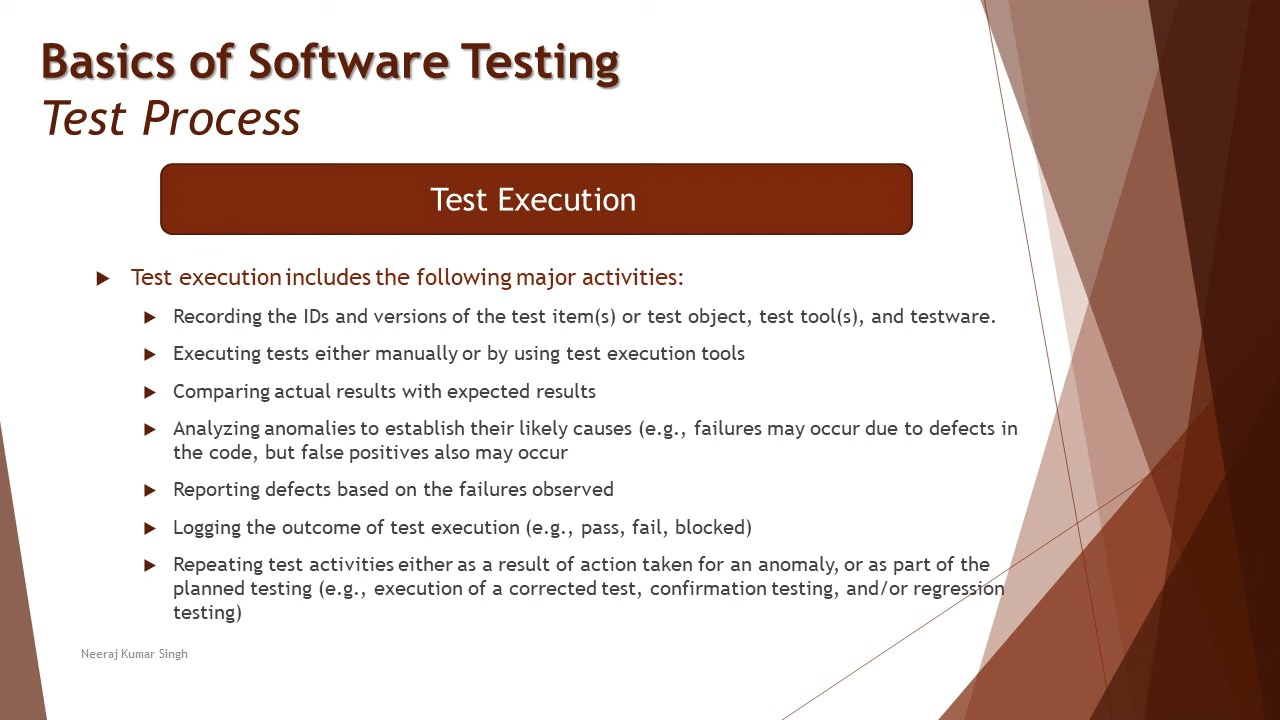 Basics of Software Testing
Test Process
Test Execution
Test execution includes the following major activities:
Recording the IDs and versions of the test item(s) or test object, test tool(s), and testware.
Executing tests either manually or by using test execution tools
Comparing actual results with expected results
Analyzing anomalies to establish their likely causes (e.g., failures may occur due to defects in
the code, but false positives also may occur
Reporting defects based on the failures observed
Logging the outcome of test execution (e.g., pass, fail, blocked)
Repeating test activities either as a result of action taken for an anomaly, or as part of the
planned testing (e.g., execution of a corrected test, confirmation testing, and/or regression
testing)
Neeraj Kumar Singh